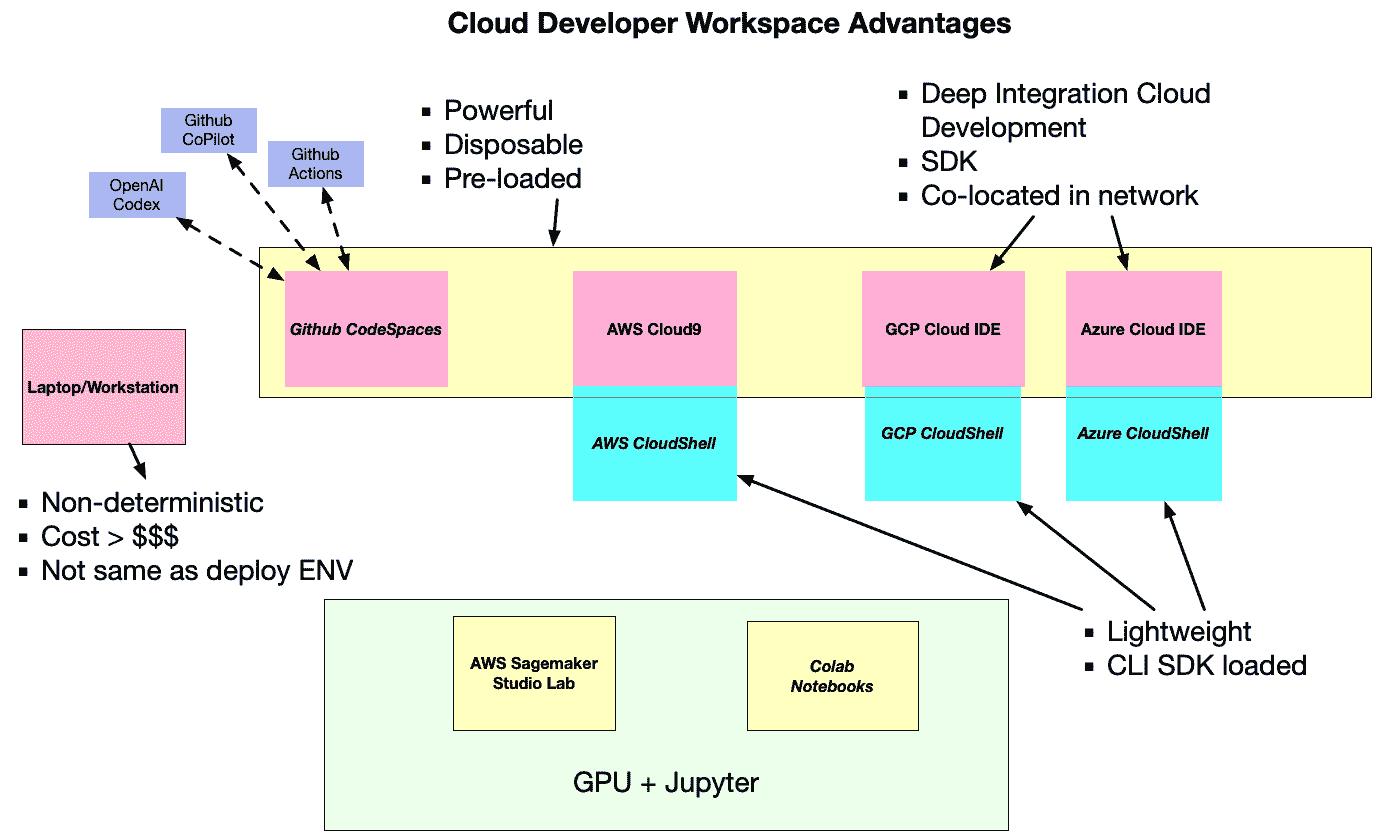 Cloud Developer Workspace Advantages
Github
CoPilot
Github
Actions
OpenAI
Codex
▪ Powerful
▪ Disposable
▪ Pre-loaded
▪ Deep Integration Cloud
Development
▪ SDK
▪ Co-located in network
Github CodeSpaces
AWS Cloud9
GCP Cloud IDE
Azure Cloud IDE
Laptop/Workstation
AWS CloudShell
GCP CloudShell
Azure CloudShell
▪ Non-deterministic
▪ Cost > $$$
▪ Not same as deploy ENV
▪ Lightweight
▪ CLI SDK loaded
AWS Sagemaker
Studio Lab
Colab
Notebooks
GPU + Jupyter